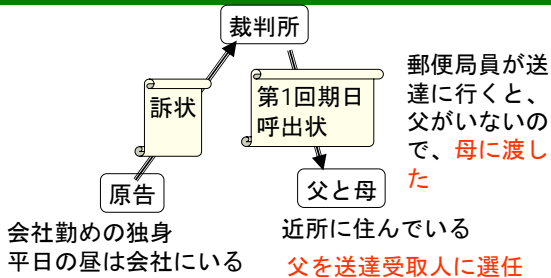 裁判所
訴状
第1回期日
呼出状
郵便局員が送
達に行くと、
父がいないの
で、母に渡し
た
原告
父と母
会社勤めの独身
平日の昼は会社にいる
近所に住んでいる
父を送達受取人に選任